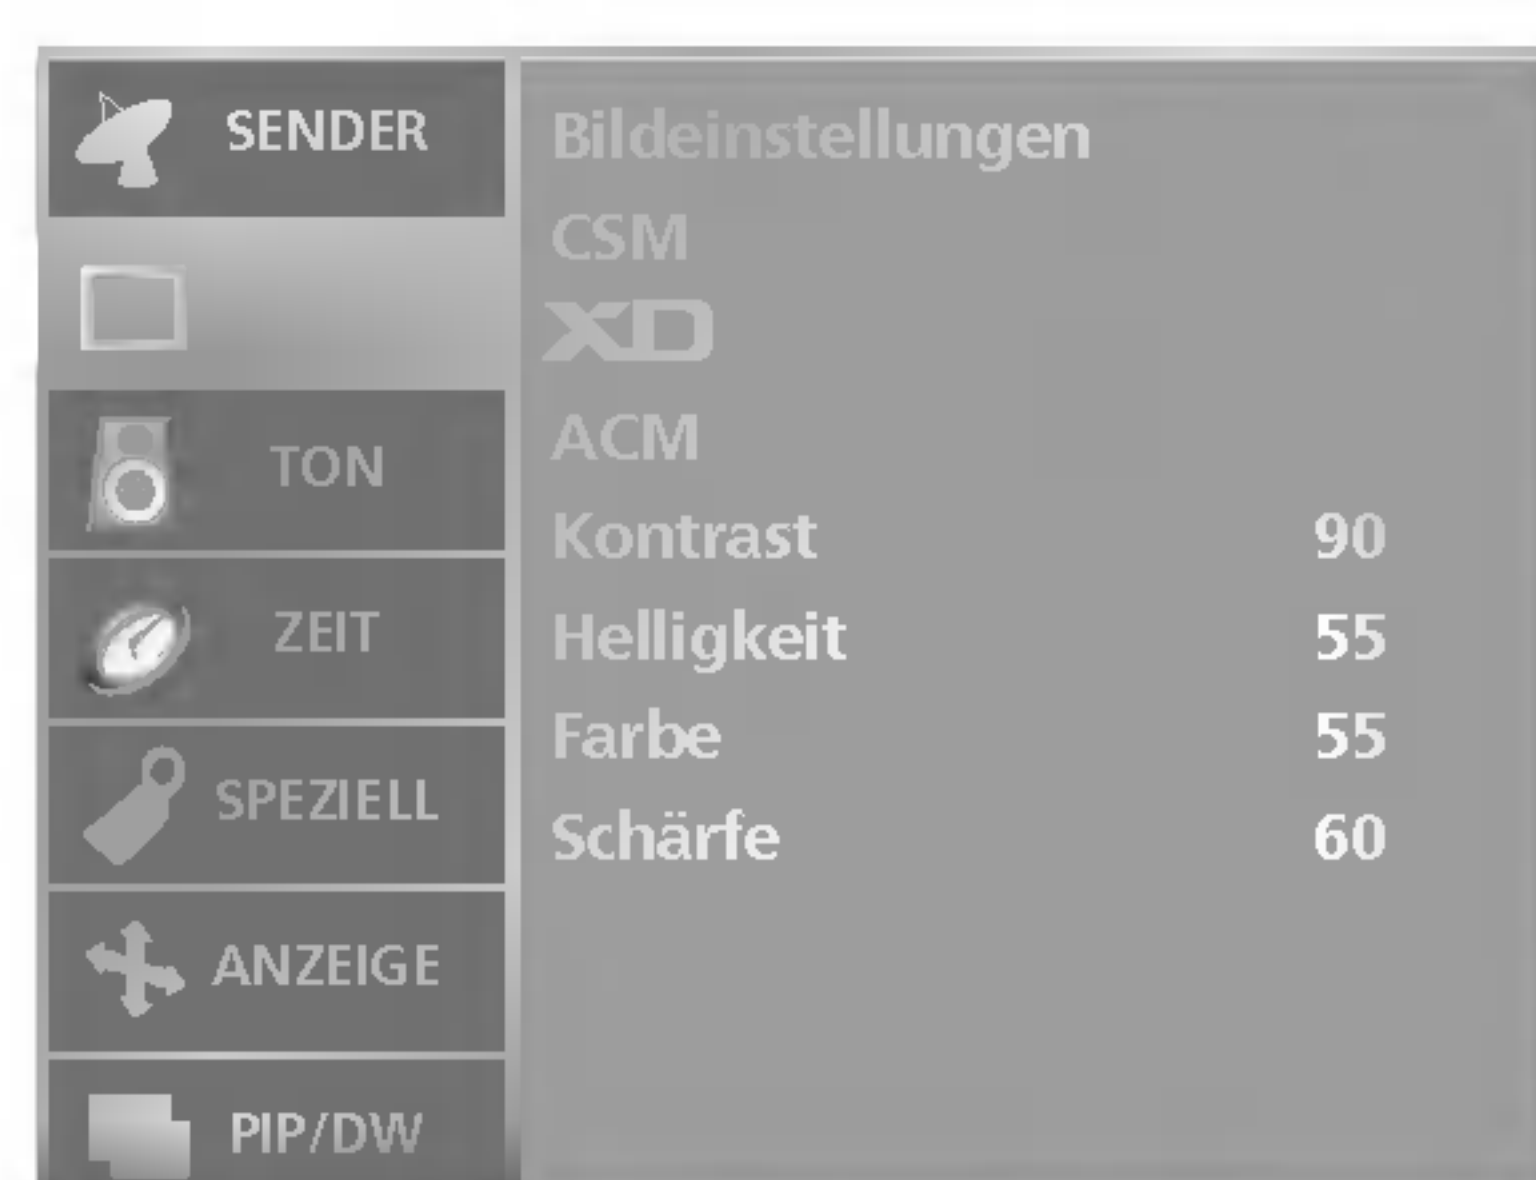 SENDER
TON
ZEIT
SPEZIELL
ANZEIGE
PIP/DW
Bildeinstellungen
CSM
XD
ACM
Kontrast 90
Helligkeit 55
Farbe 55
Schärfe 60